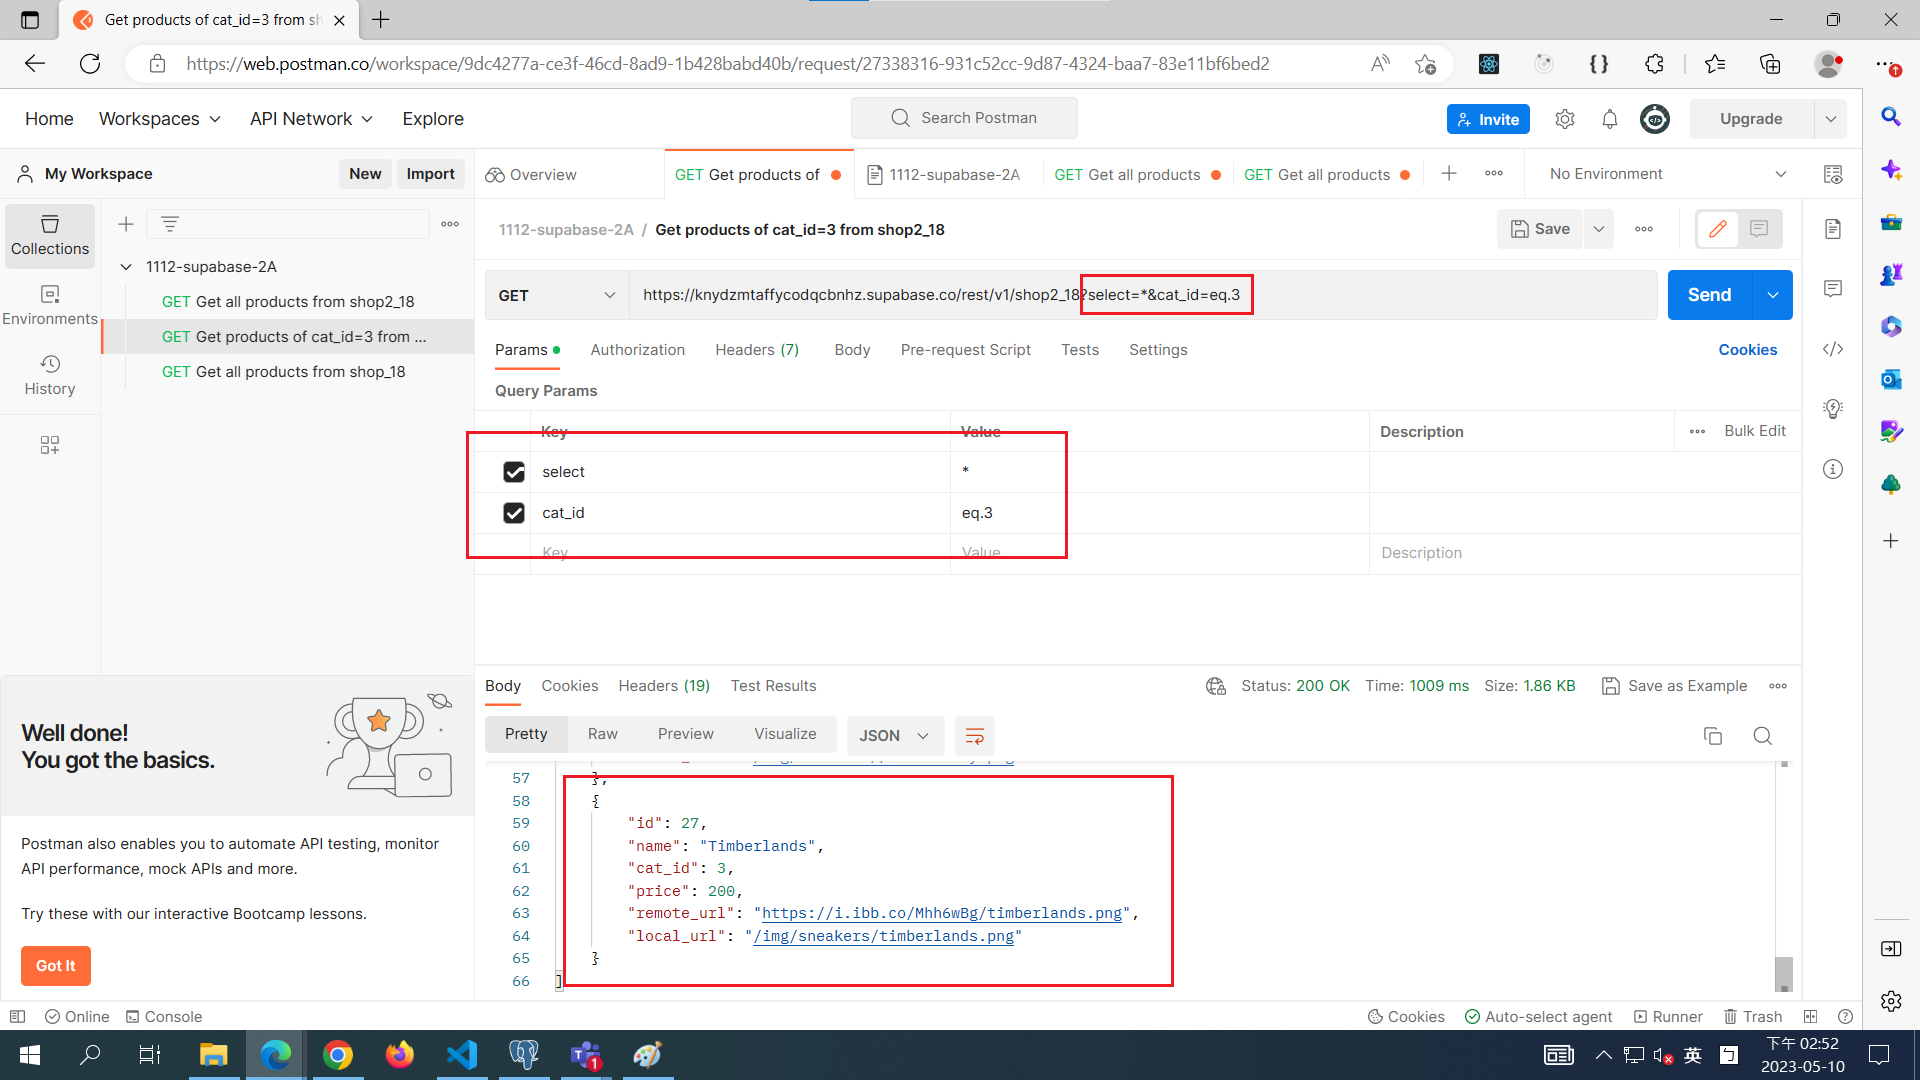 Get products of cat_id=3 from sh
https://web.postman.co/workspace/9dc4277a-ce3f-46cd-8ad9-1b428babd40b/request/27338316-931c52cc-9d87-4324-baa7-83e11bf6bed2
Home Workspaces API Network Explore Search Postman Invite Upgrade
My Workspace New Import
Overview GET Get products of 1112-supabase-2A GET Get all products GET Get all products No Environment
Collections
Environments
History
1112-supabase-2A
GET Get all products from shop2_18
GET Get products of cat_id=3 from ...
GET Get all products from shop_18
1112-supabase-2A / Get products of cat_id=3 from shop2_18 Save
GET https://knydzmtaffycodqcbnhz.supabase.co/rest/v1/shop2_18?select=*&cat_id=eq.3 Send
Params Authorization Headers (7) Body Pre-request Script Tests Settings Cookies
Query Params
Key Value Description Bulk Edit
select *
cat_id eq.3
Key Value Description
Well done!
You got the basics.
Postman also enables you to automate API testing, monitor
API performance, mock APIs and more.
Try these with our interactive Bootcamp lessons.
Got It
Body Cookies Headers (19) Test Results Status: 200 OK Time: 1009 ms Size: 1.86 KB Save as Example
Pretty Raw Preview Visualize JSON
57 },
58 {
59 "id": 27,
60 "name": "Timberlands",
61 "cat_id": 3,
62 "price": 200,
63 "remote_url": "https://i.ibb.co/Mhh6wBg/timberlands.png",
64 "local_url": "/img/sneakers/timberlands.png"
65 }
66 ]
Online Console Cookies Auto-select agent Runner Trash
1 英 ㄅ 下午 02:52
2023-05-10